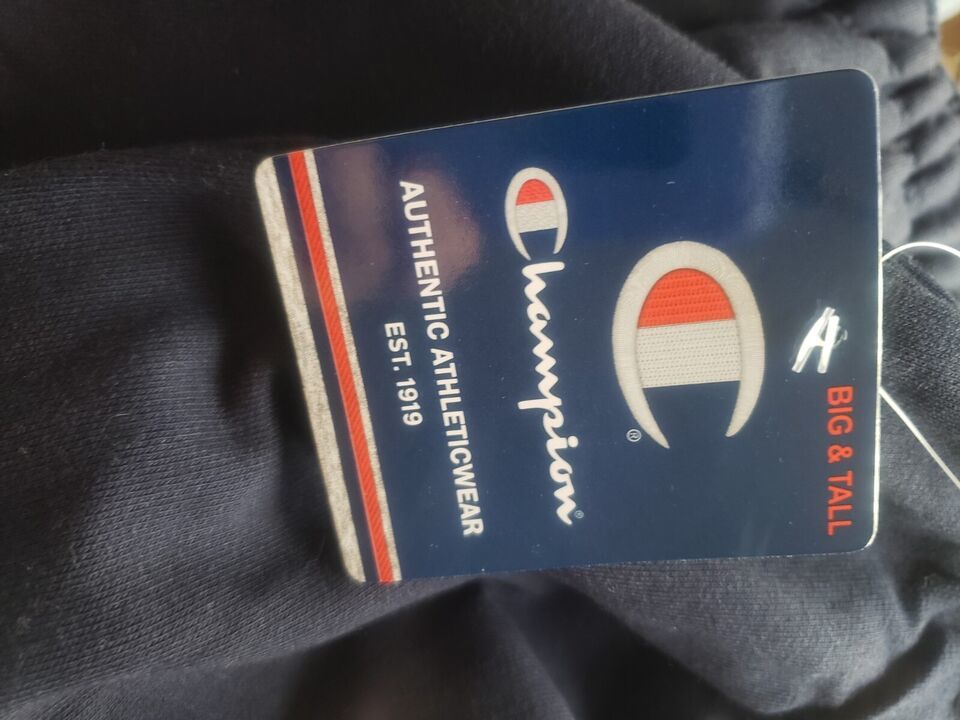 BIG & TALL
®
Champion®
AUTHENTIC ATHLETICWEAR
EST. 1919